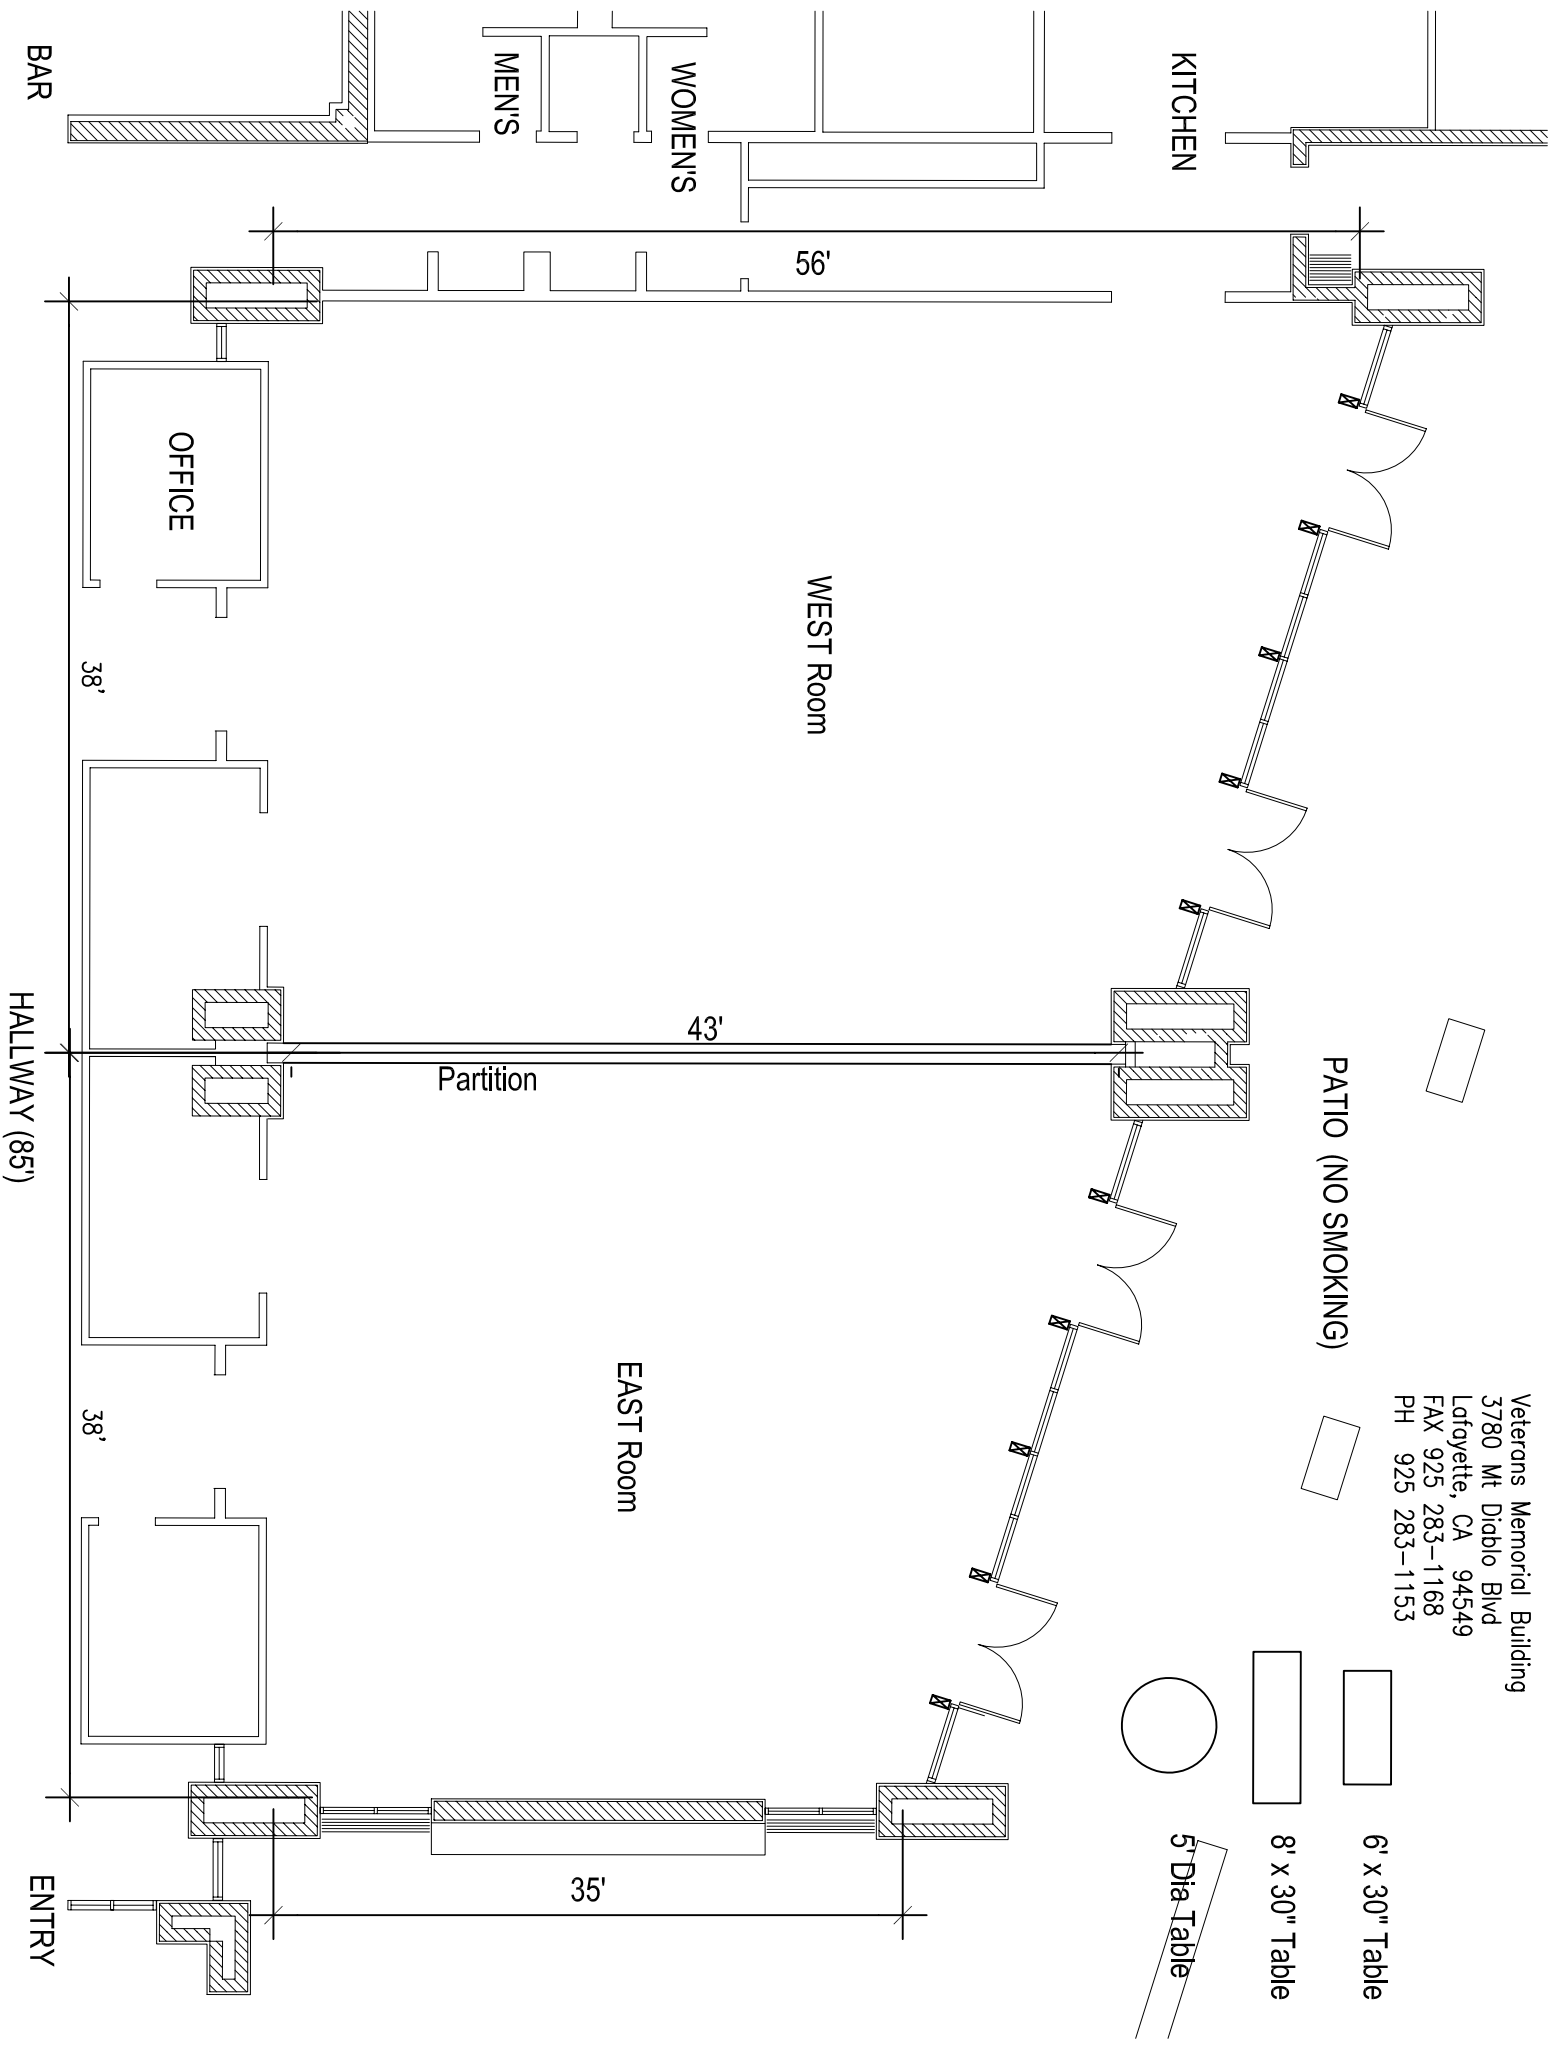 BAR
MEN'S
WOMEN'S
KITCHEN
56'
OFFICE
WEST Room
38'
HALLWAY (85')
43'
Partition
PATIO (NO SMOKING)
EAST Room
38'
Veterans Memorial Building
3780 Mt Diablo Blvd
Lafayette, CA 94549
FAX 925 283-1168
PH 925 283-1153
6' x 30" Table
8' x 30" Table
5' Dia Table
35'
ENTRY